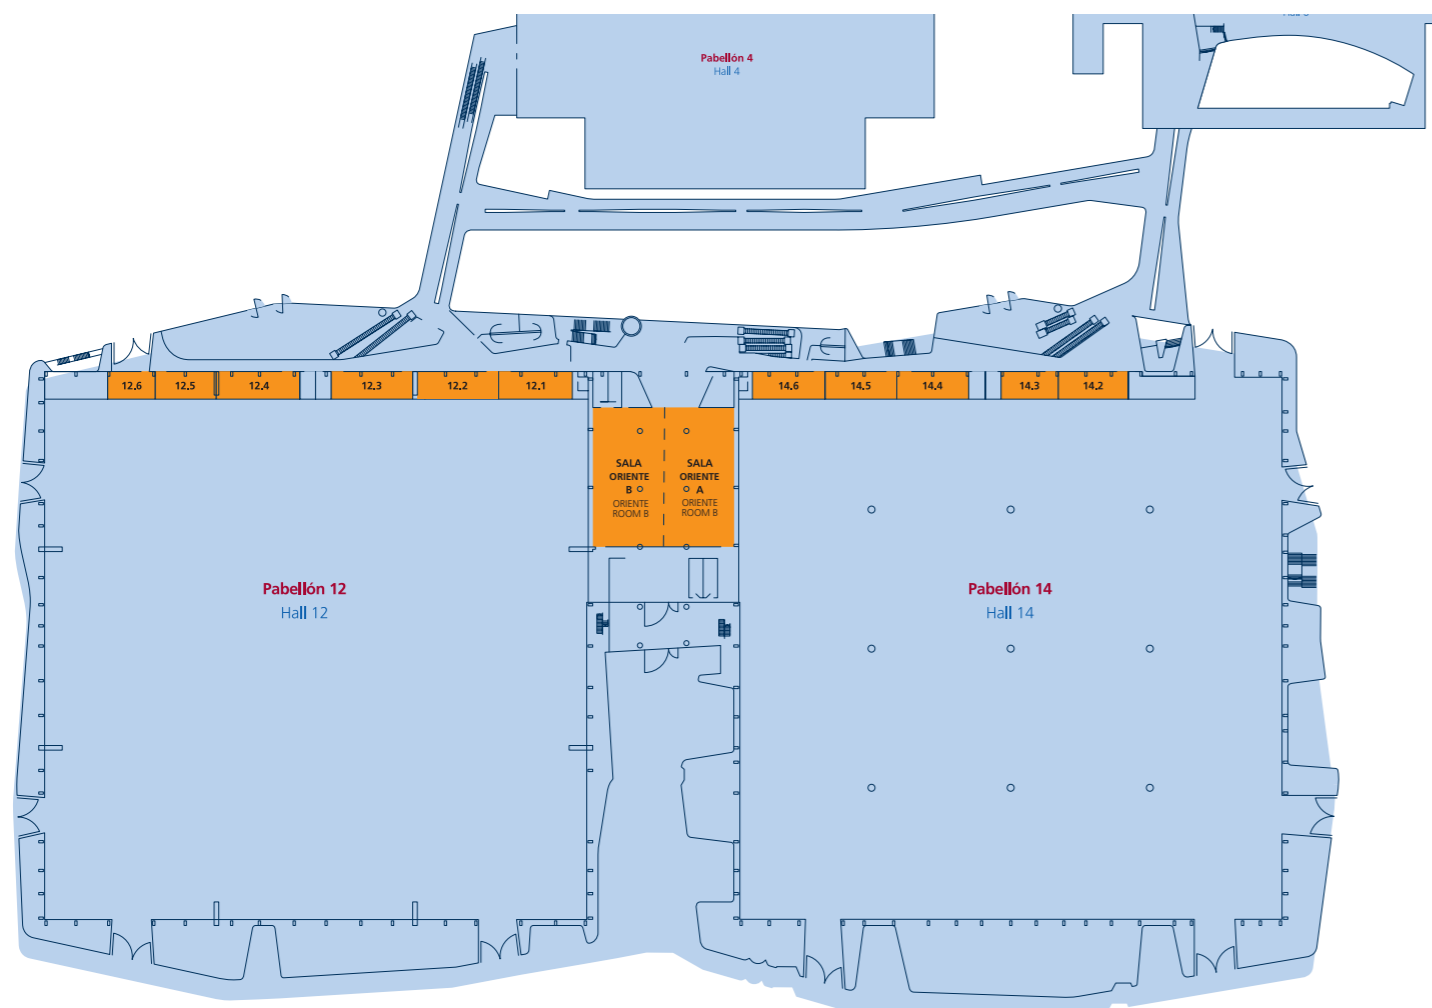 Pabellón 4
Hall 4
12.6
12.5
12.4
12.3
12.2
12.1
14.6
14.5
14.4
14.3
14.2
SALA
ORIENTE
B
ORIENTE
ROOM B
SALA
ORIENTE
A
ORIENTE
ROOM B
Pabellón 12
Hall 12
Pabellón 14
Hall 14